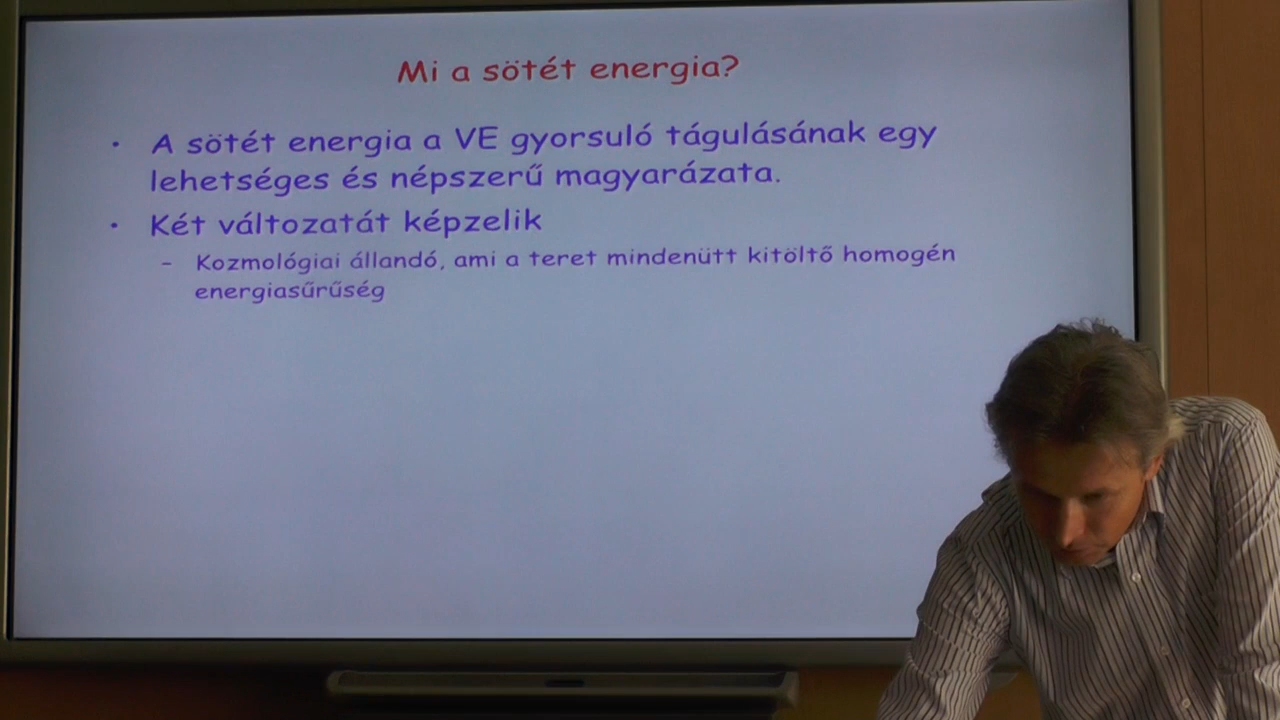 Mi a sötét energia?
• A sötét energia a VE gyorsuló tágulásának egy
lehetséges és népszerű magyarázata.
• Két változatát képzelik
– Kozmológiai állandó, ami a teret mindenütt kitöltő homogén
energiasűrűség